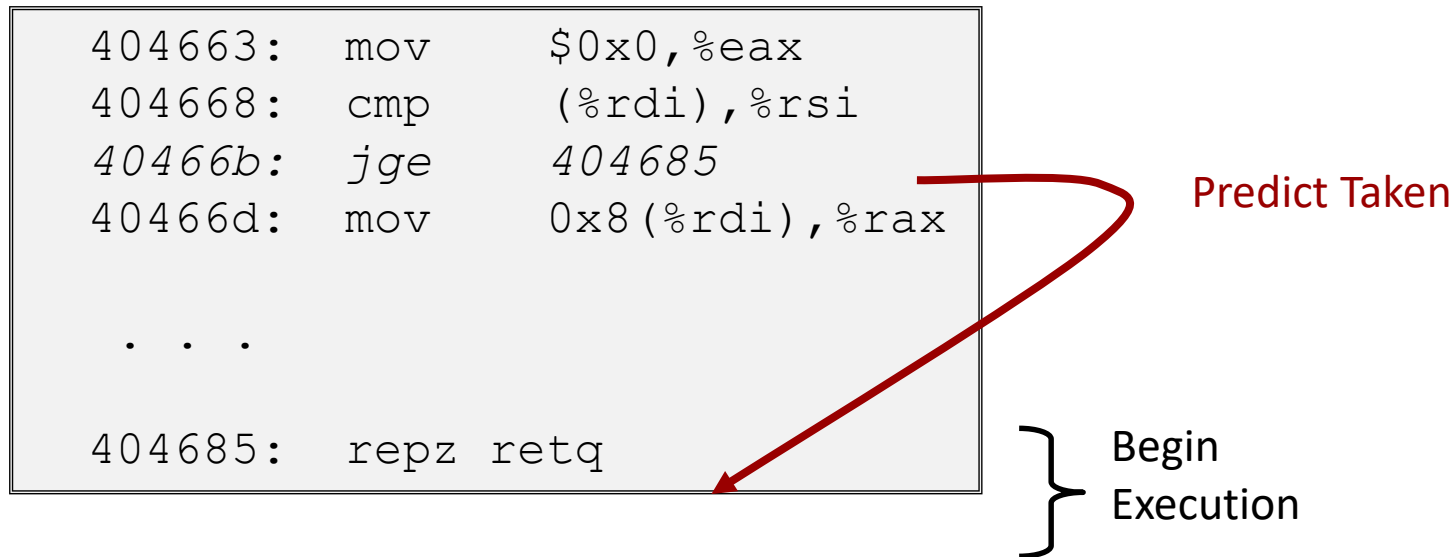 404663: mov $0x0,%eax
404668: cmp (%rdi),%rsi
40466b: jge 404685
40466d: mov 0x8(%rdi),%rax
. . .
404685: repz retq
Predict Taken
Begin
Execution